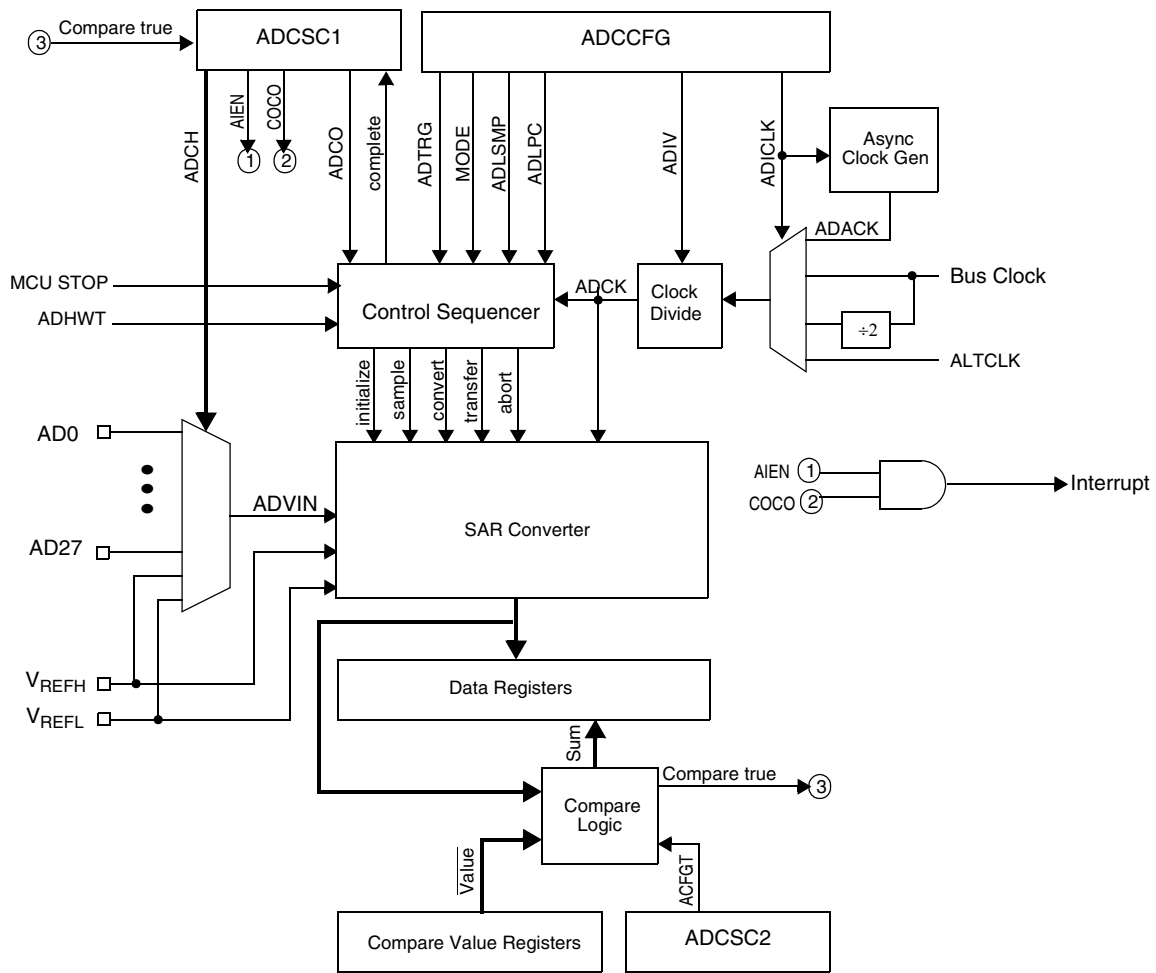 3
Compare true
ADCSC1
ADCCFG
ADCH
AIEN
COCO
ADCO
complete
ADTRG
MODE
ADLSMP
ADLPC
ADIV
ADICLK
1
2
Async
Clock Gen
ADACK
MCU STOP
ADHWT
Control Sequencer
ADCK
Clock
Divide
Bus Clock
÷2
ALTCLK
initialize
sample
convert
transfer
abort
AD0
AD27
ADVIN
SAR Converter
AIEN 1
COCO 2
Interrupt
VREFH
VREFL
Data Registers
Sum
Compare
Logic
Compare true
3
Value
ACFGT
Compare Value Registers
ADCSC2